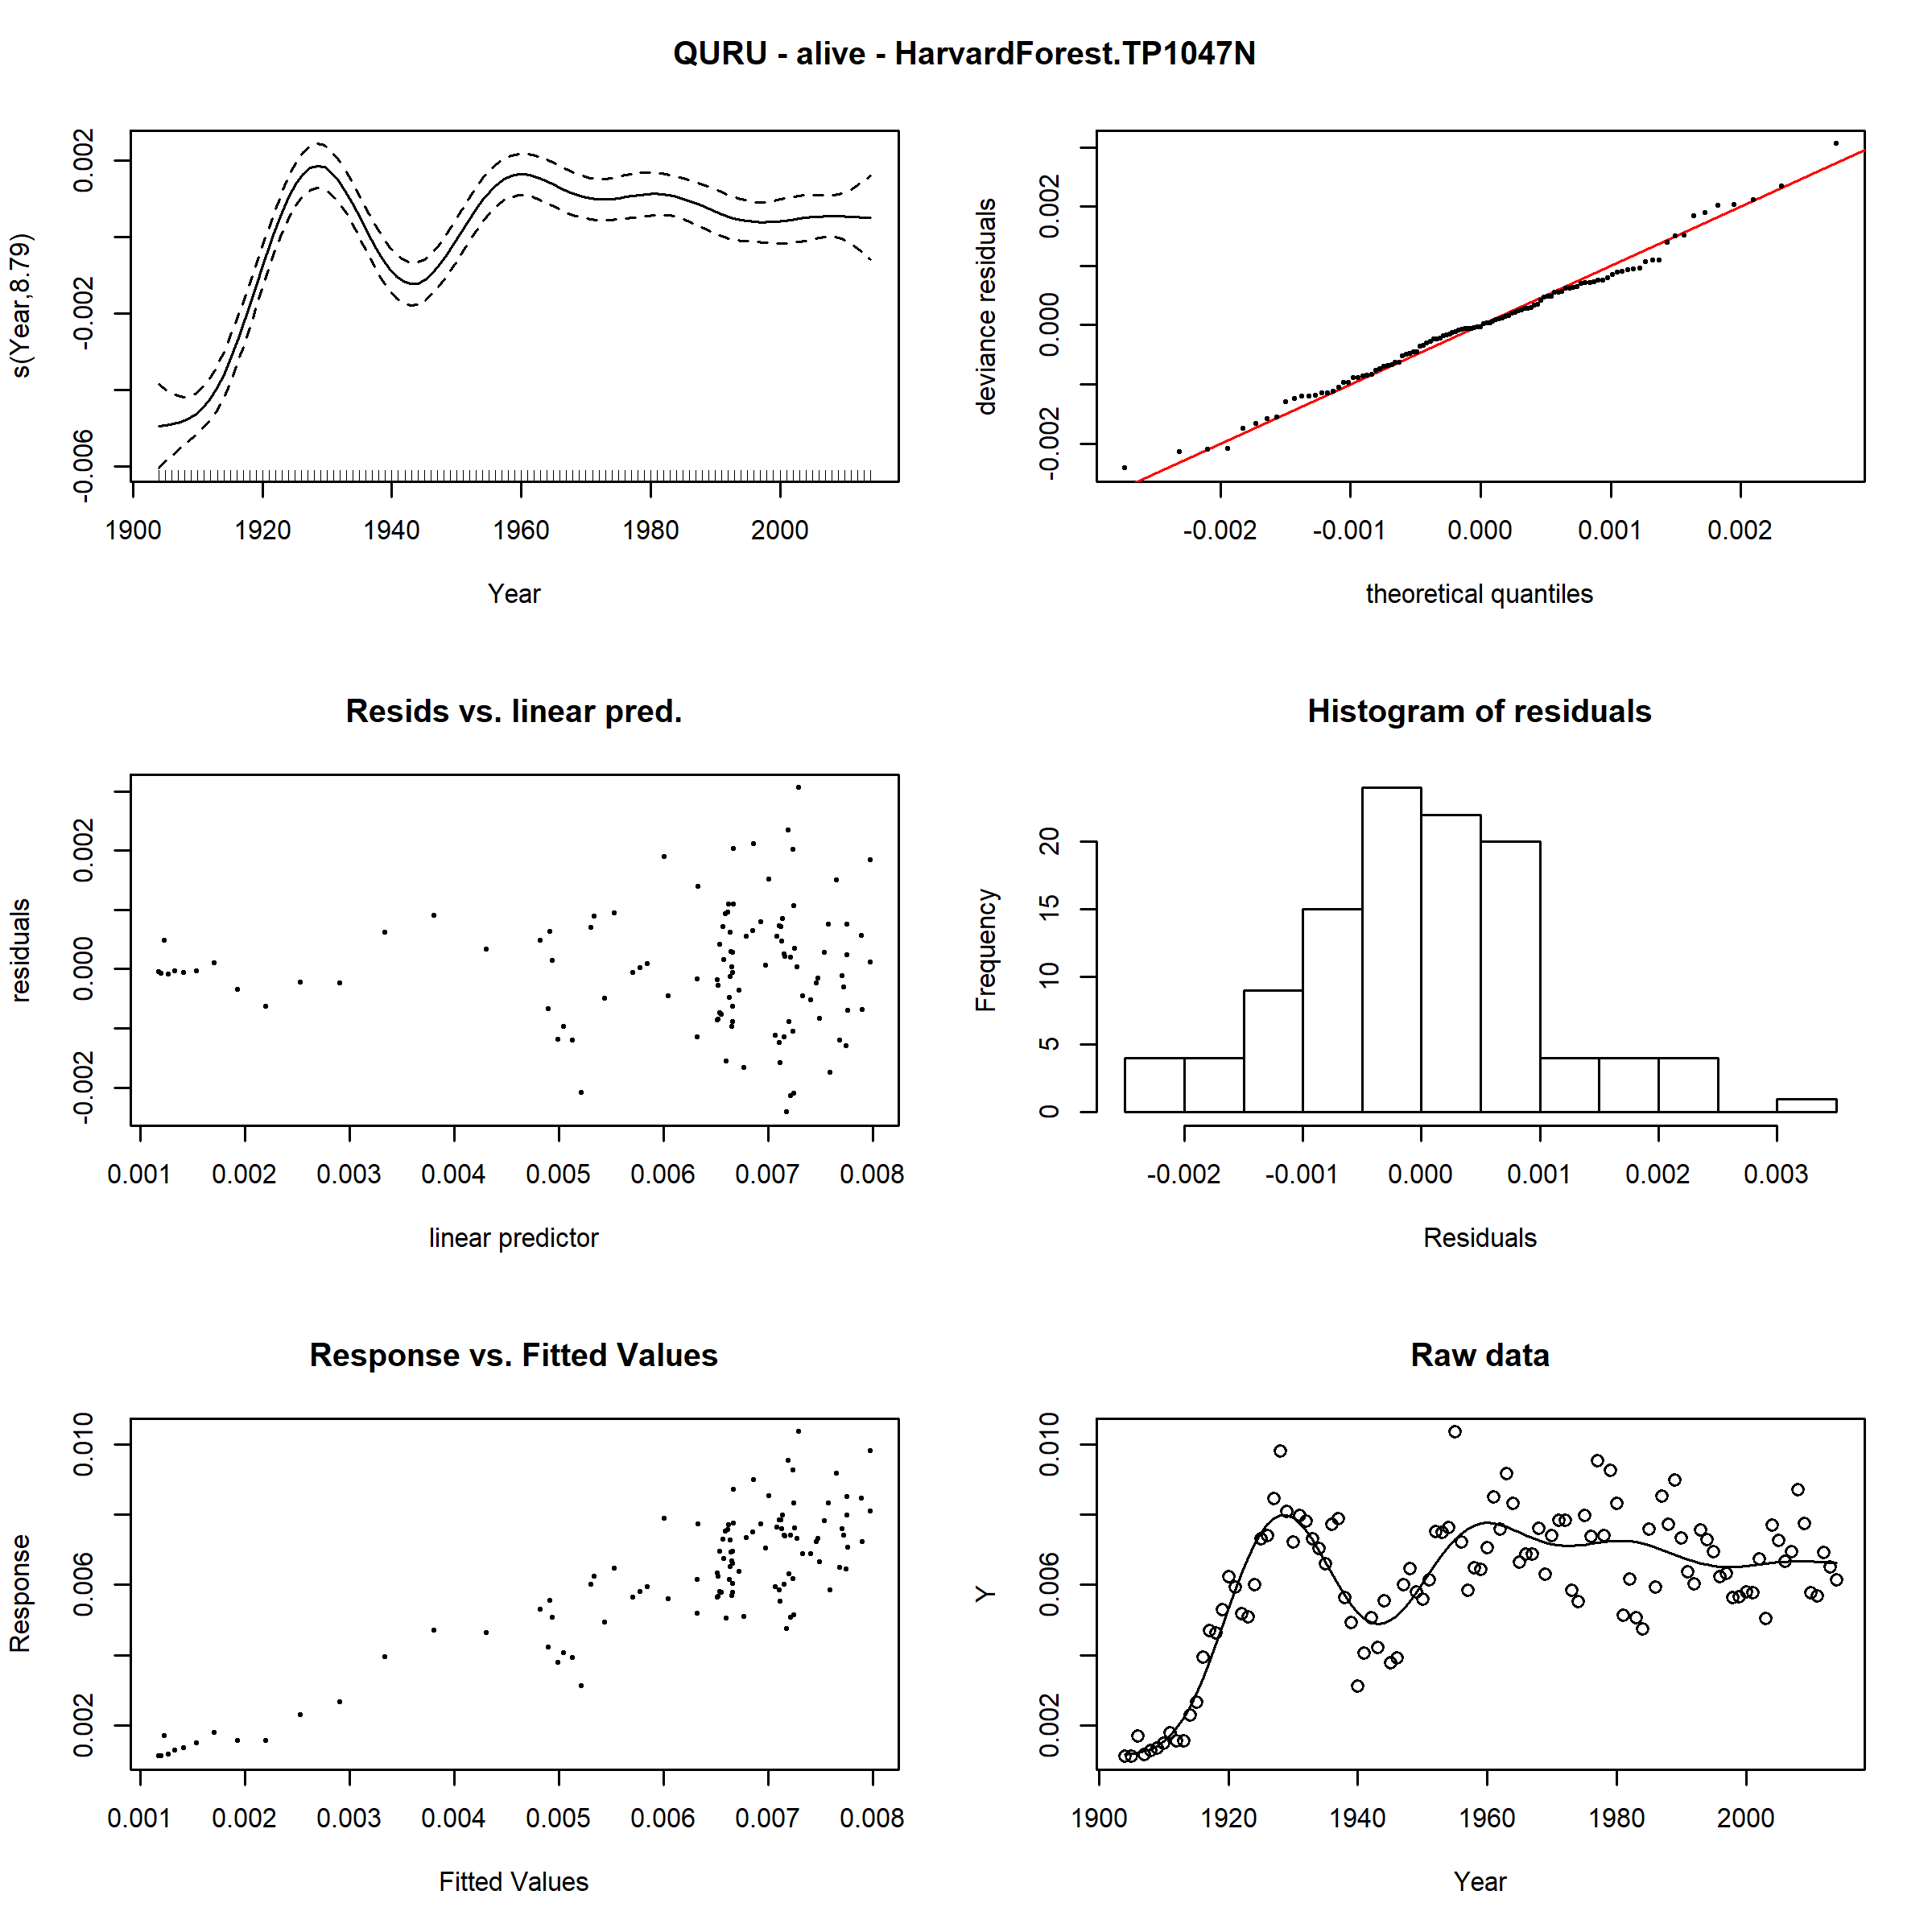 QURU - alive - HarvardForest.TP1047N
s(Year,8.79)
-0.006 -0.002 0.002
1900 1920 1940 1960 1980 2000
Year
deviance residuals
-0.002 0.000 0.002
-0.002 -0.001 0.000 0.001 0.002
theoretical quantiles
Resids vs. linear pred.
residuals
-0.002 0.000 0.002
0.001 0.002 0.003 0.004 0.005 0.006 0.007 0.008
linear predictor
Histogram of residuals
Frequency
0 5 10 15 20
-0.002 -0.001 0.000 0.001 0.002 0.003
Residuals
Response vs. Fitted Values
Response
0.002 0.006 0.010
0.001 0.002 0.003 0.004 0.005 0.006 0.007 0.008
Fitted Values
Raw data
Y
0.002 0.006 0.010
1900 1920 1940 1960 1980 2000
Year